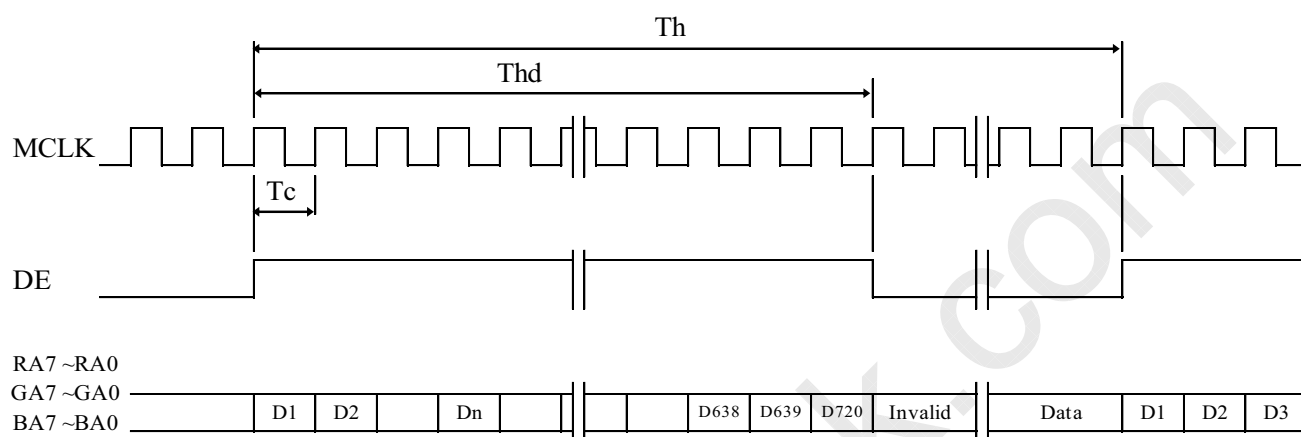 Th
Thd
MCLK
Tc
DE
RA7 ~RA0
GA7 ~GA0
BA7 ~BA0
D1 D2 Dn D638 D639 D720 Invalid Data D1 D2 D3
k.com